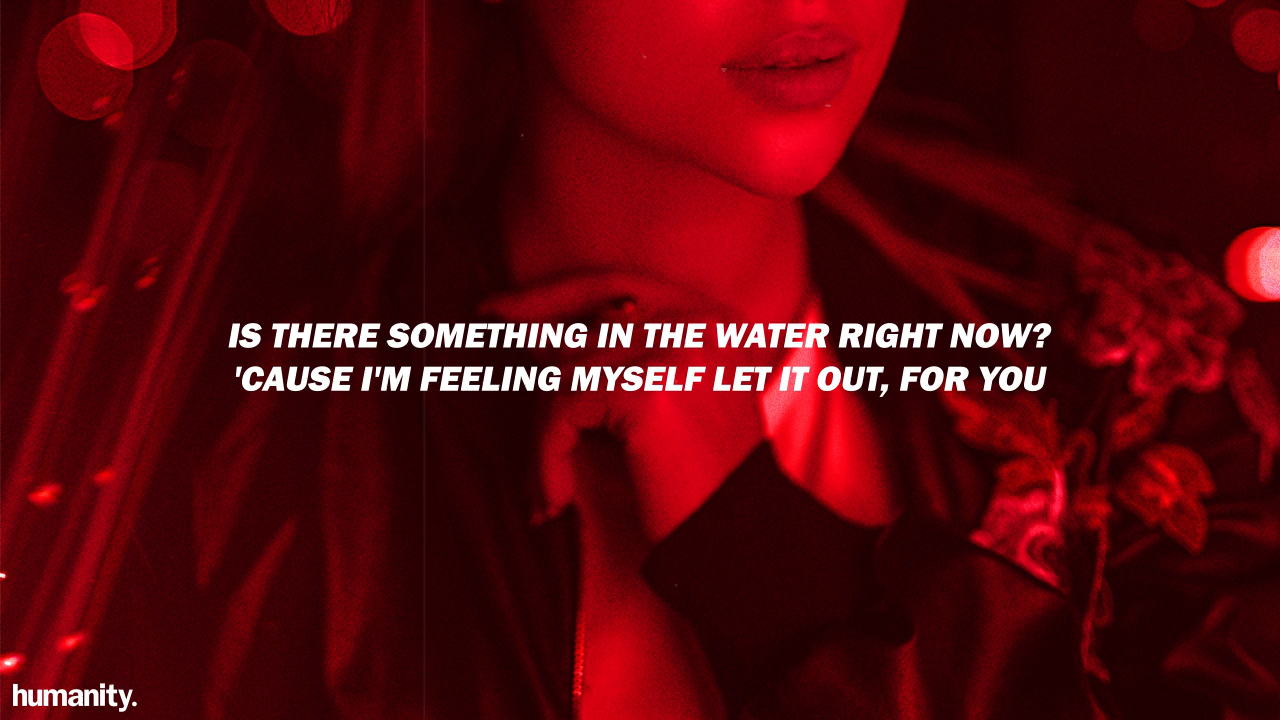 IS THERE SOMETHING IN THE WATER RIGHT NOW?
'CAUSE I'M FEELING MYSELF LET IT OUT, FOR YOU
humanity.